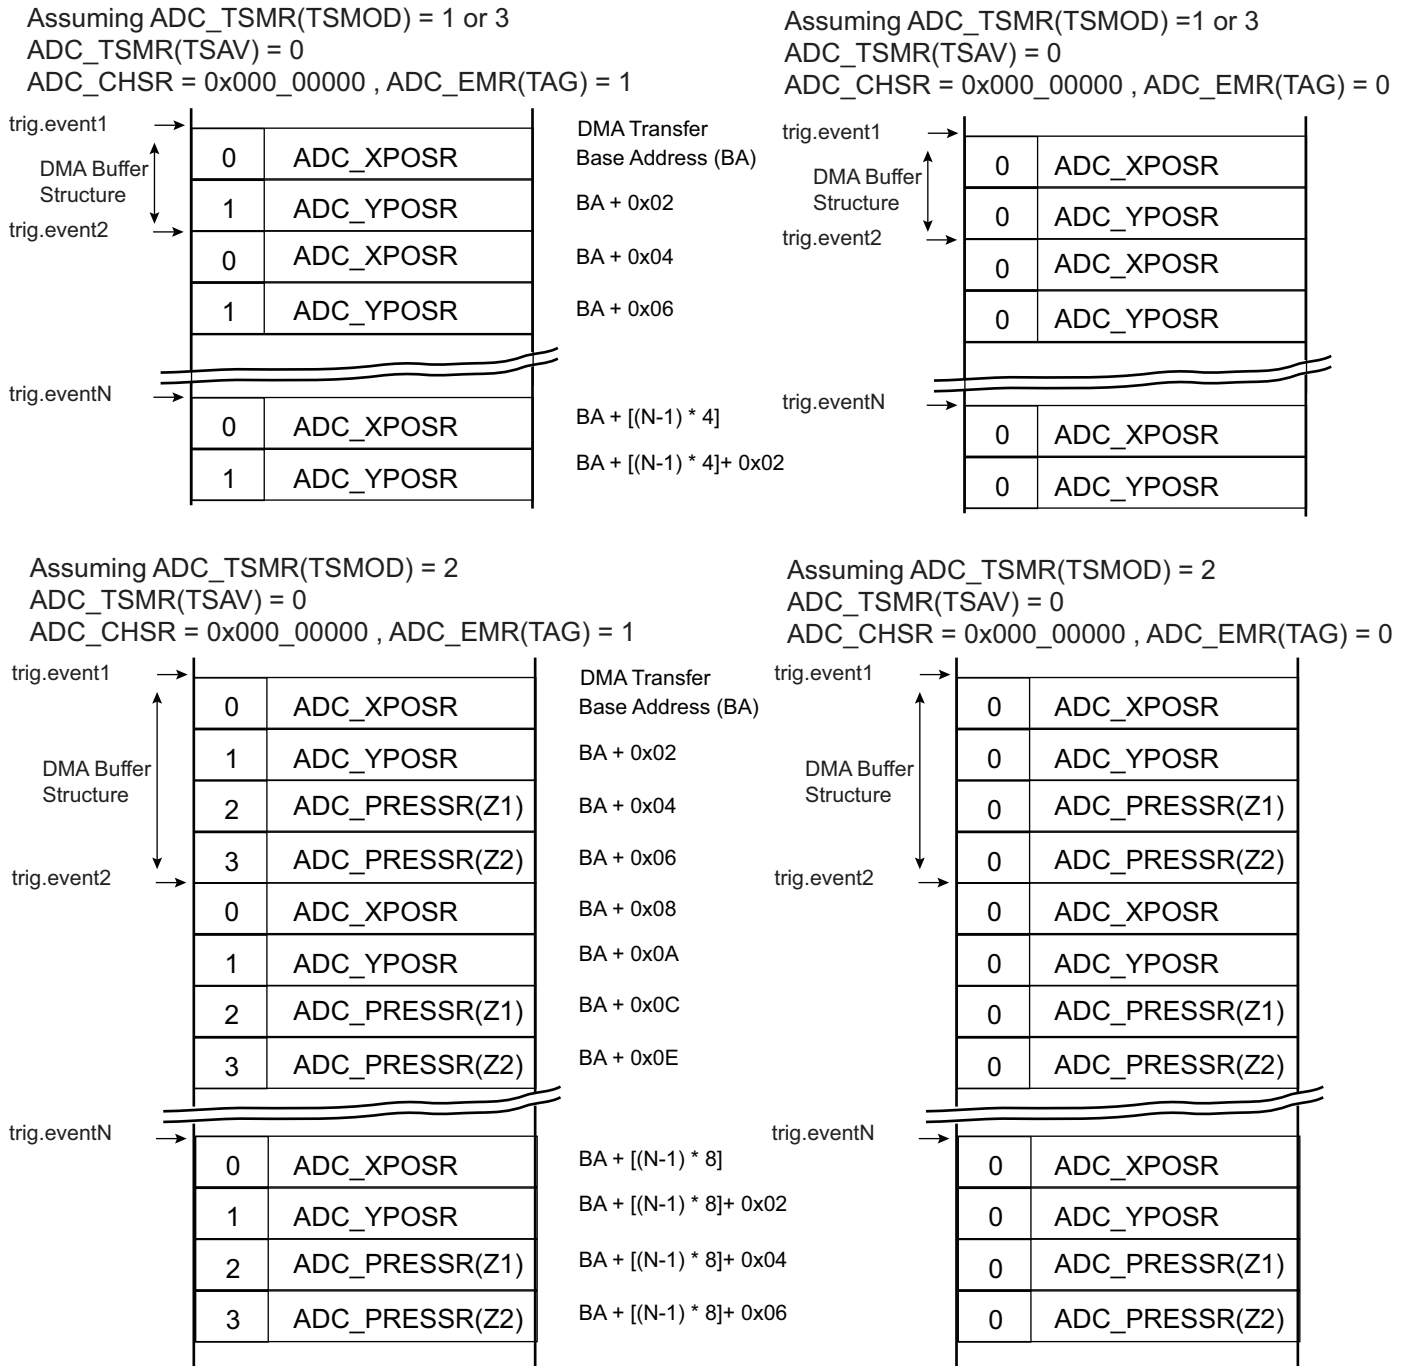 Assuming ADC_TSMR(TSMOD) = 1 or 3
ADC_TSMR(TSAV) = 0
ADC_CHSR = 0x000_00000 , ADC_EMR(TAG) = 1
trig.event1
DMA Transfer
Base Address (BA)
DMA Buffer
Structure
0 ADC_XPOSR
1 ADC_YPOSR BA + 0x02
trig.event2
0 ADC_XPOSR BA + 0x04
1 ADC_YPOSR BA + 0x06
trig.eventN
0 ADC_XPOSR BA + [(N-1) * 4]
1 ADC_YPOSR BA + [(N-1) * 4]+ 0x02
Assuming ADC_TSMR(TSMOD) =1 or 3
ADC_TSMR(TSAV) = 0
ADC_CHSR = 0x000_00000 , ADC_EMR(TAG) = 0
trig.event1
DMA Buffer
Structure
0 ADC_XPOSR
0 ADC_YPOSR
trig.event2
0 ADC_XPOSR
0 ADC_YPOSR
trig.eventN
0 ADC_XPOSR
0 ADC_YPOSR
Assuming ADC_TSMR(TSMOD) = 2
ADC_TSMR(TSAV) = 0
ADC_CHSR = 0x000_00000 , ADC_EMR(TAG) = 1
trig.event1
DMA Transfer
Base Address (BA)
0 ADC_XPOSR
1 ADC_YPOSR BA + 0x02
DMA Buffer
Structure
2 ADC_PRESSR(Z1) BA + 0x04
3 ADC_PRESSR(Z2) BA + 0x06
trig.event2
0 ADC_XPOSR BA + 0x08
1 ADC_YPOSR BA + 0x0A
2 ADC_PRESSR(Z1) BA + 0x0C
3 ADC_PRESSR(Z2) BA + 0x0E
trig.eventN
0 ADC_XPOSR BA + [(N-1) * 8]
1 ADC_YPOSR BA + [(N-1) * 8]+ 0x02
2 ADC_PRESSR(Z1) BA + [(N-1) * 8]+ 0x04
3 ADC_PRESSR(Z2) BA + [(N-1) * 8]+ 0x06
Assuming ADC_TSMR(TSMOD) = 2
ADC_TSMR(TSAV) = 0
ADC_CHSR = 0x000_00000 , ADC_EMR(TAG) = 0
trig.event1
0 ADC_XPOSR
0 ADC_YPOSR
DMA Buffer
Structure
0 ADC_PRESSR(Z1)
0 ADC_PRESSR(Z2)
trig.event2
0 ADC_XPOSR
0 ADC_YPOSR
0 ADC_PRESSR(Z1)
0 ADC_PRESSR(Z2)
trig.eventN
0 ADC_XPOSR
0 ADC_YPOSR
0 ADC_PRESSR(Z1)
0 ADC_PRESSR(Z2)